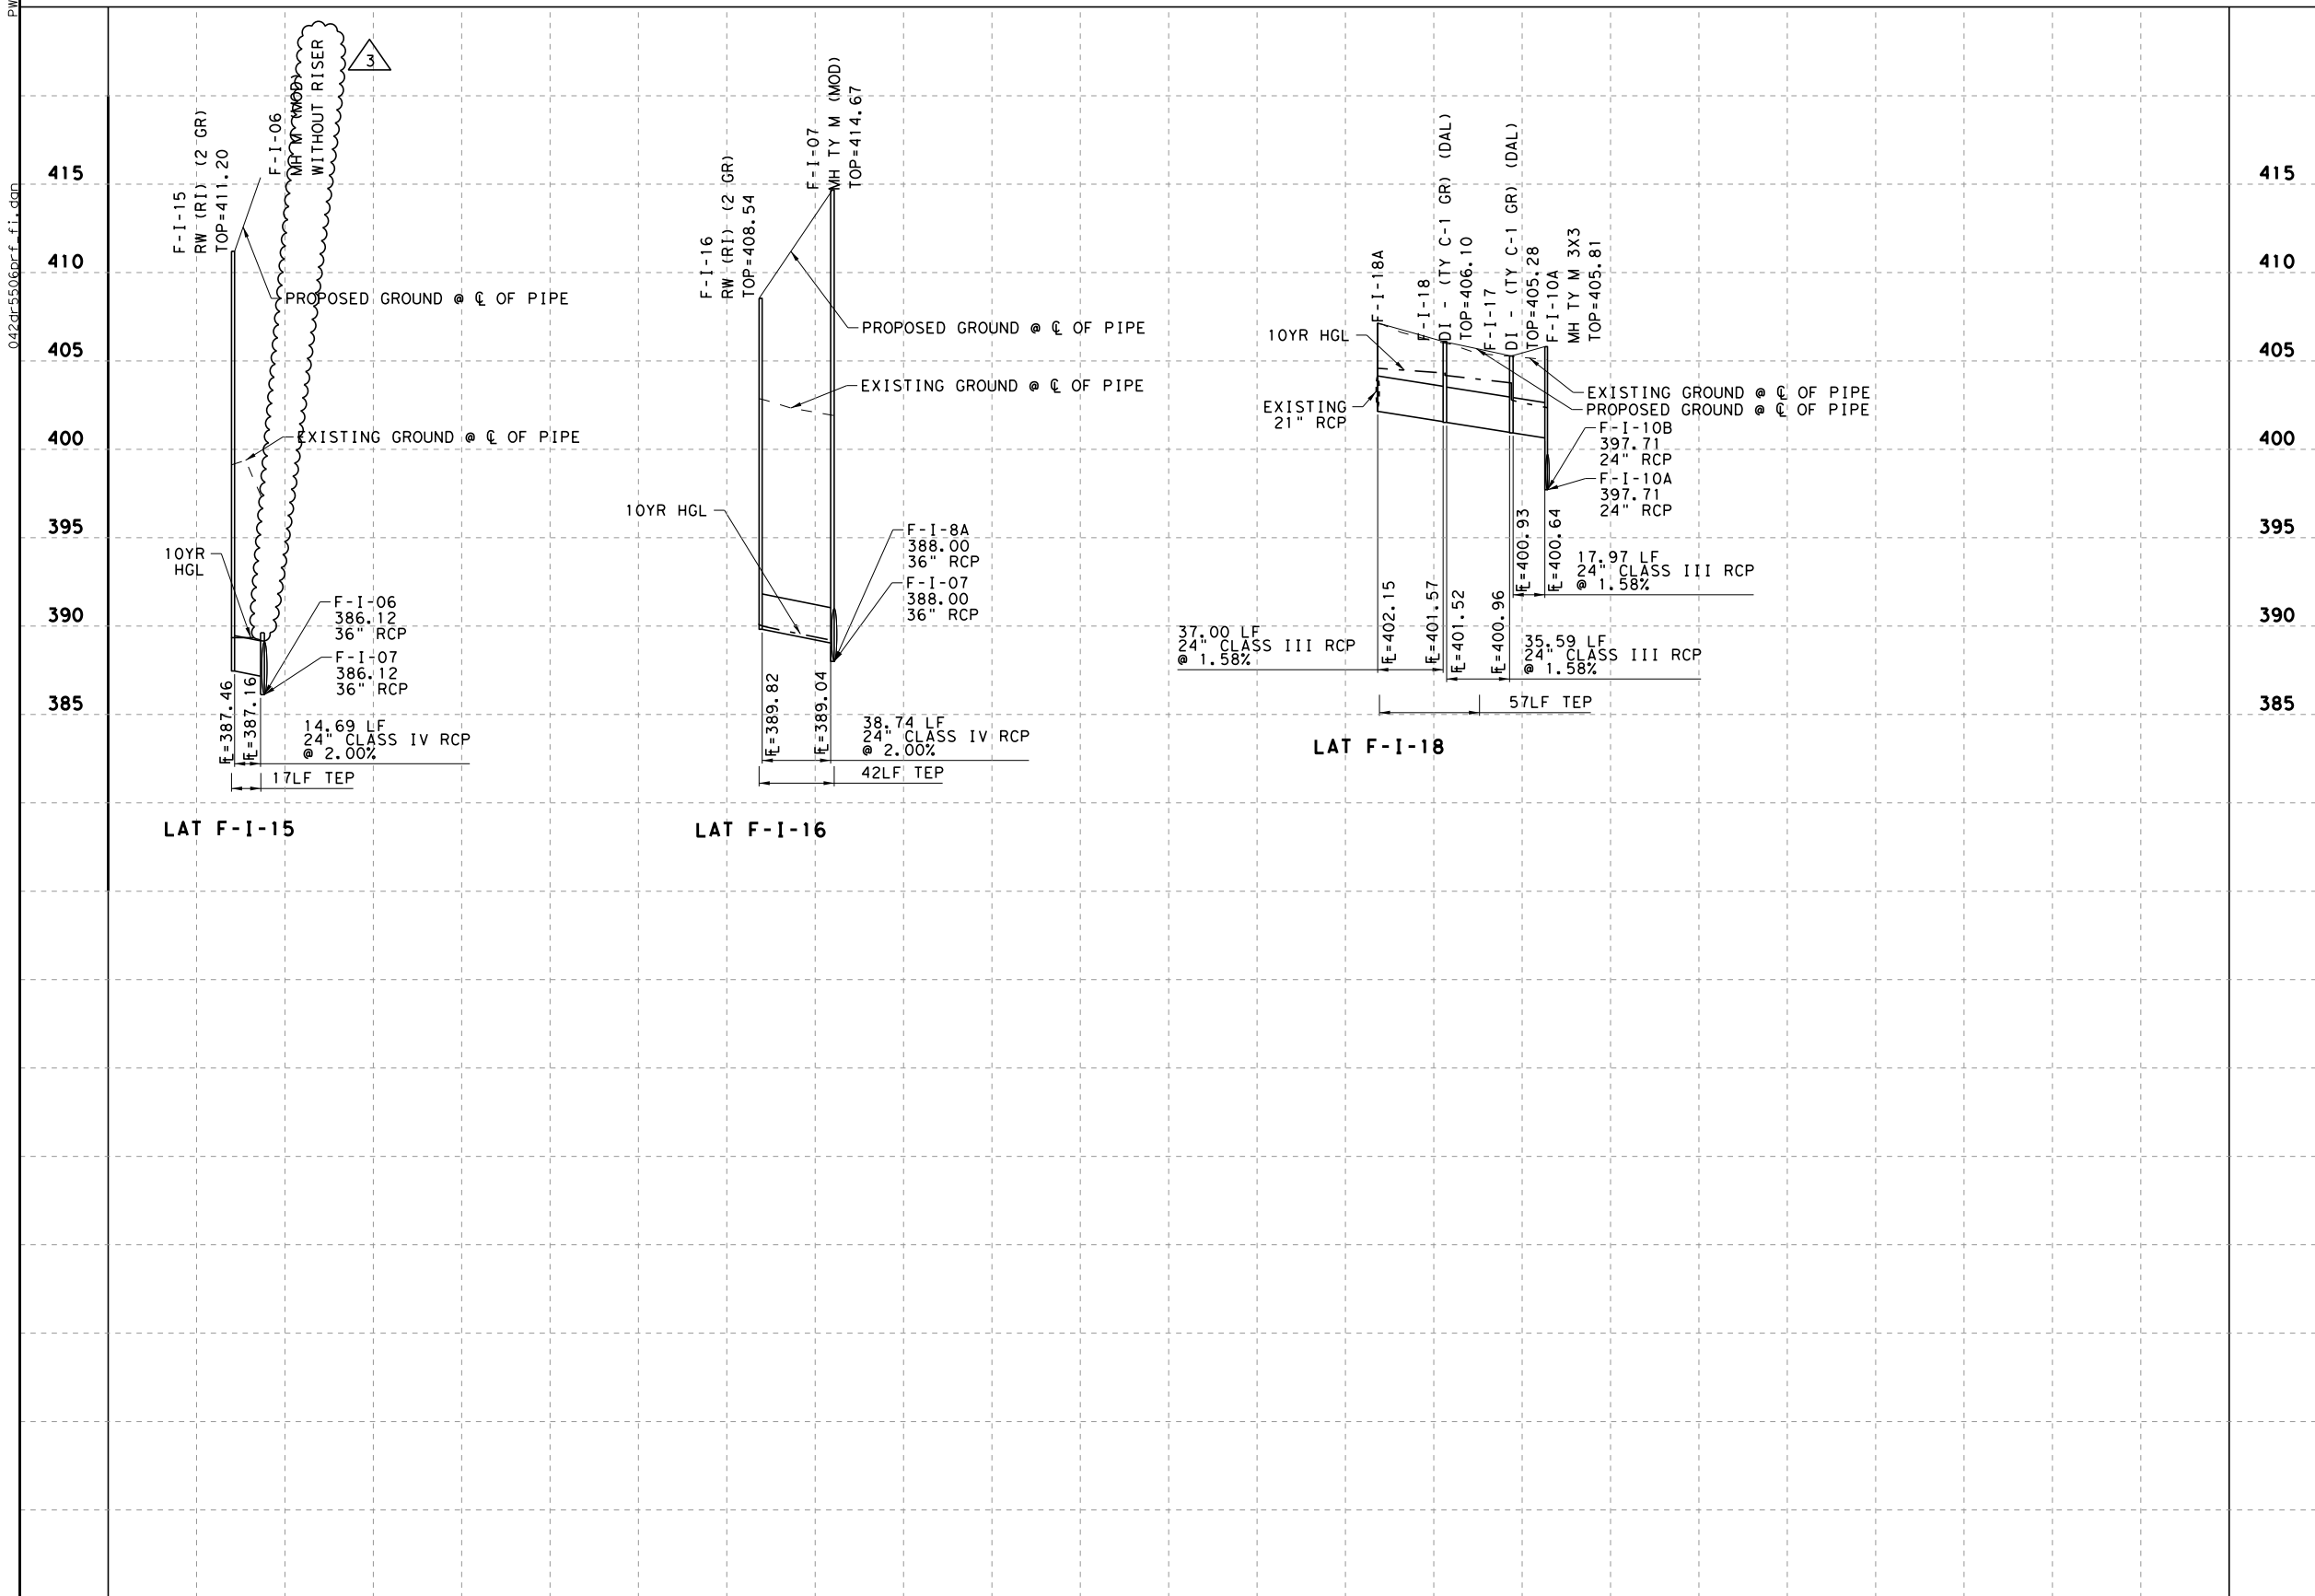 PW
042dr5506prf_fi.dgn
415
410
405
400
395
390
385
F-I-15
RW (RI) (2 GR)
TOP=411.20
F-I-06
MH M MOD)
WITHOUT RISER
3
PROPOSED GROUND @ ℄ OF PIPE
EXISTING GROUND @ ℄ OF PIPE
10YR
HGL
F-I-06
386.12
36" RCP
F-I-07
386.12
36" RCP
FL=387.46
FL=387.16
14.69 LF
24" CLASS IV RCP
@ 2.00%
17LF TEP
LAT F-I-15
F-I-16
RW (RI) (2 GR)
TOP=408.54
F-I-07
MH TY M (MOD)
TOP=414.67
PROPOSED GROUND @ ℄ OF PIPE
EXISTING GROUND @ ℄ OF PIPE
10YR HGL
F-I-8A
388.00
36" RCP
F-I-07
388.00
36" RCP
FL=389.82
FL=389.04
38.74 LF
24" CLASS IV RCP
@ 2.00%
42LF TEP
LAT F-I-16
F-I-18A
F-I-18
DI - (TY C-1 GR) (DAL)
TOP=406.10
F-I-17
DI - (TY C-1 GR) (DAL)
TOP=405.28
F-I-10A
MH TY M 3X3
TOP=405.81
10YR HGL
EXISTING
21" RCP
EXISTING GROUND @ ℄ OF PIPE
PROPOSED GROUND @ ℄ OF PIPE
F-I-10B
397.71
24" RCP
F-I-10A
397.71
24" RCP
FL=400.93
FL=400.64
17.97 LF
24" CLASS III RCP
@ 1.58%
FL=402.15
FL=401.57
FL=401.52
FL=400.96
37.00 LF
24" CLASS III RCP
@ 1.58%
35.59 LF
24" CLASS III RCP
@ 1.58%
57LF TEP
LAT F-I-18
415
410
405
400
395
390
385